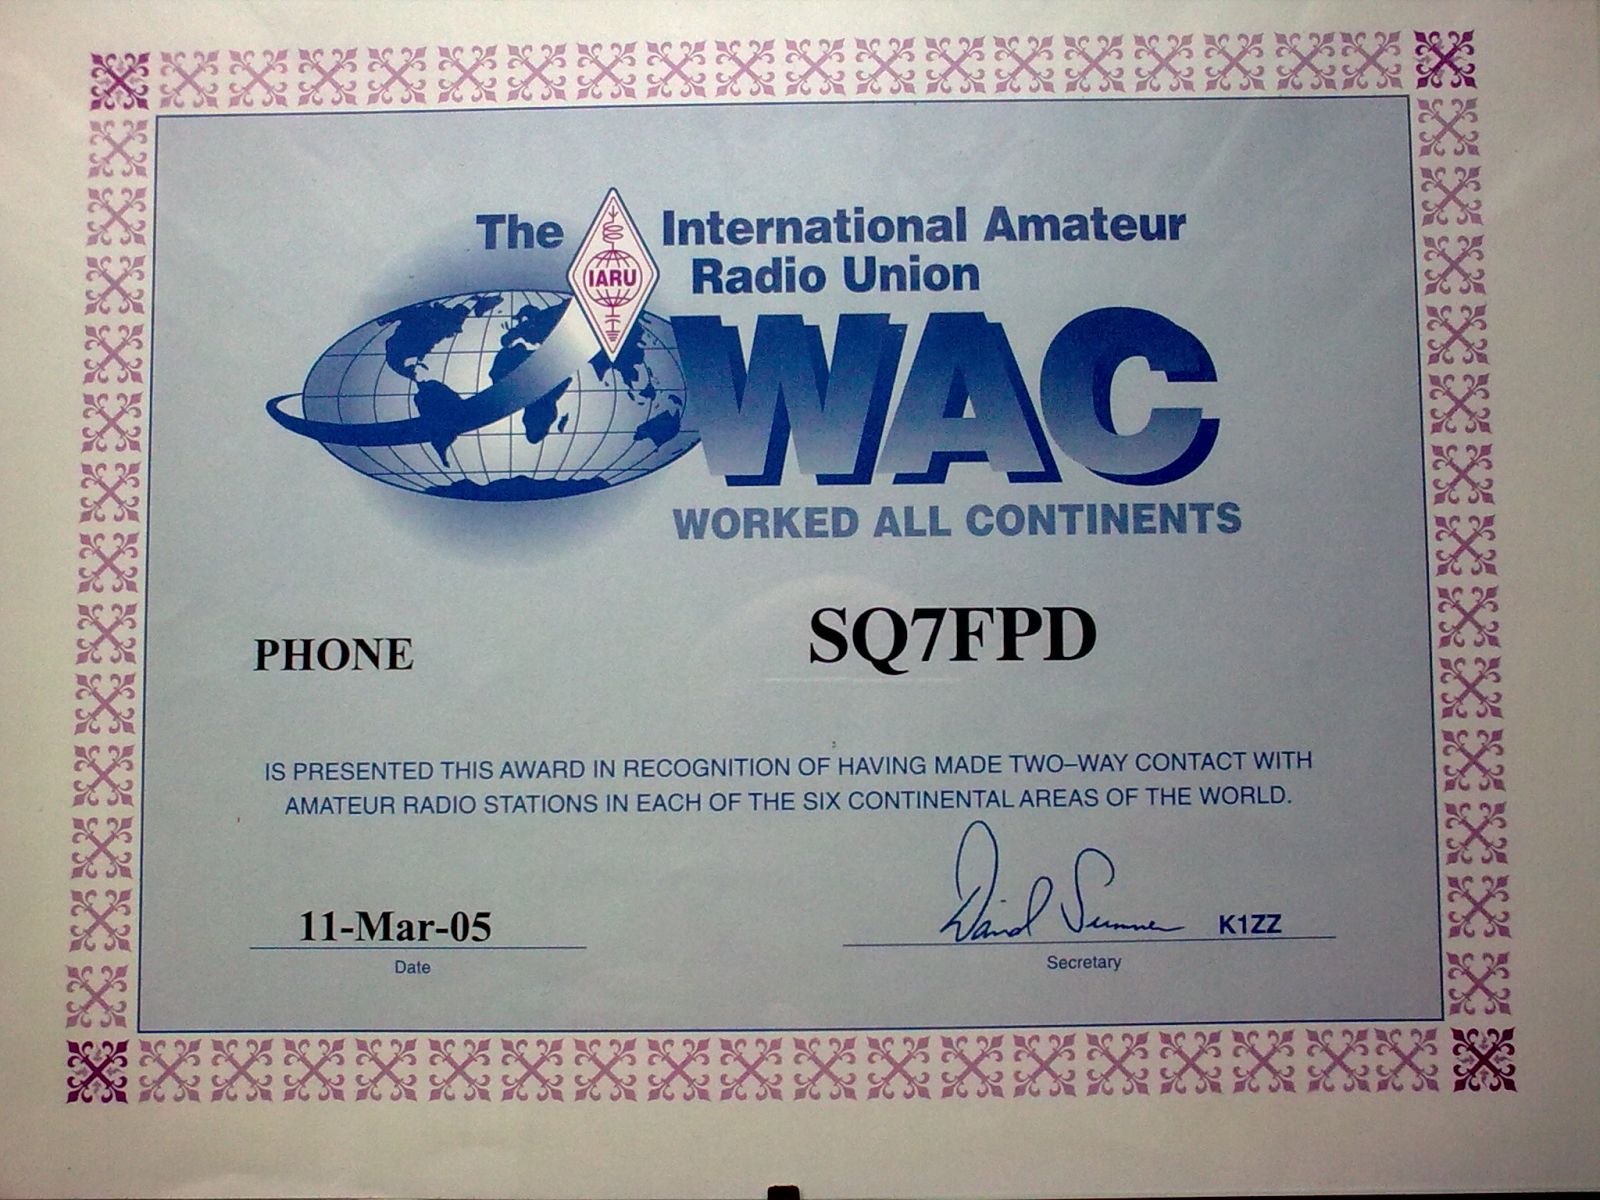 The International Amateur
Radio Union
IARU
WAC
WORKED ALL CONTINENTS
PHONE SQ7FPD
IS PRESENTED THIS AWARD IN RECOGNITION OF HAVING MADE TWO–WAY CONTACT WITH
AMATEUR RADIO STATIONS IN EACH OF THE SIX CONTINENTAL AREAS OF THE WORLD.
11-Mar-05 David Sumner K1ZZ
Date Secretary